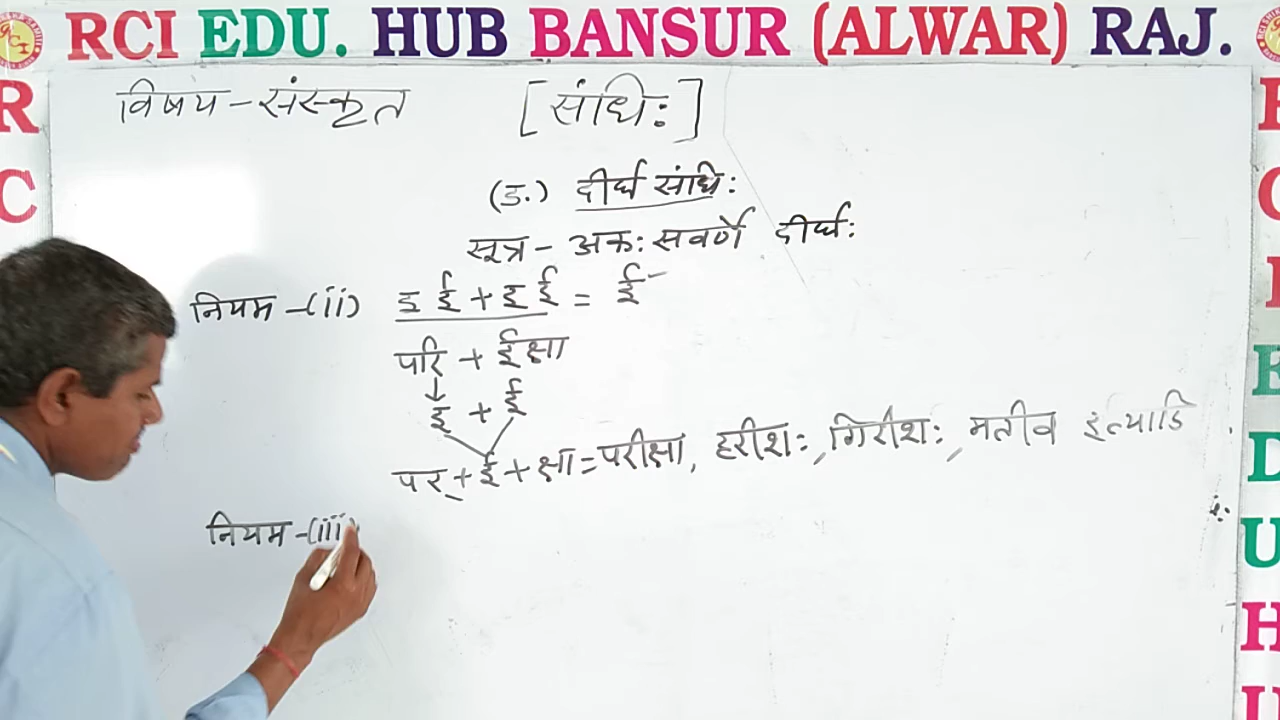 RCI EDU. HUB BANSUR (ALWAR) RAJ.
विषय - संस्कृत [संधिः]
(ड.) दीर्घ संधिः
सूत्र - अकः सवर्णे दीर्घः
नियम -(ii) इ ई + इ ई = ई
परि + ईक्षा
↓
इ + ई
पर् + ई + क्षा = परीक्षा, हरीशः, गिरीशः, मतीव इत्यादि
नियम -(iii)
R
C
R
C
I
E
D
U
H
U